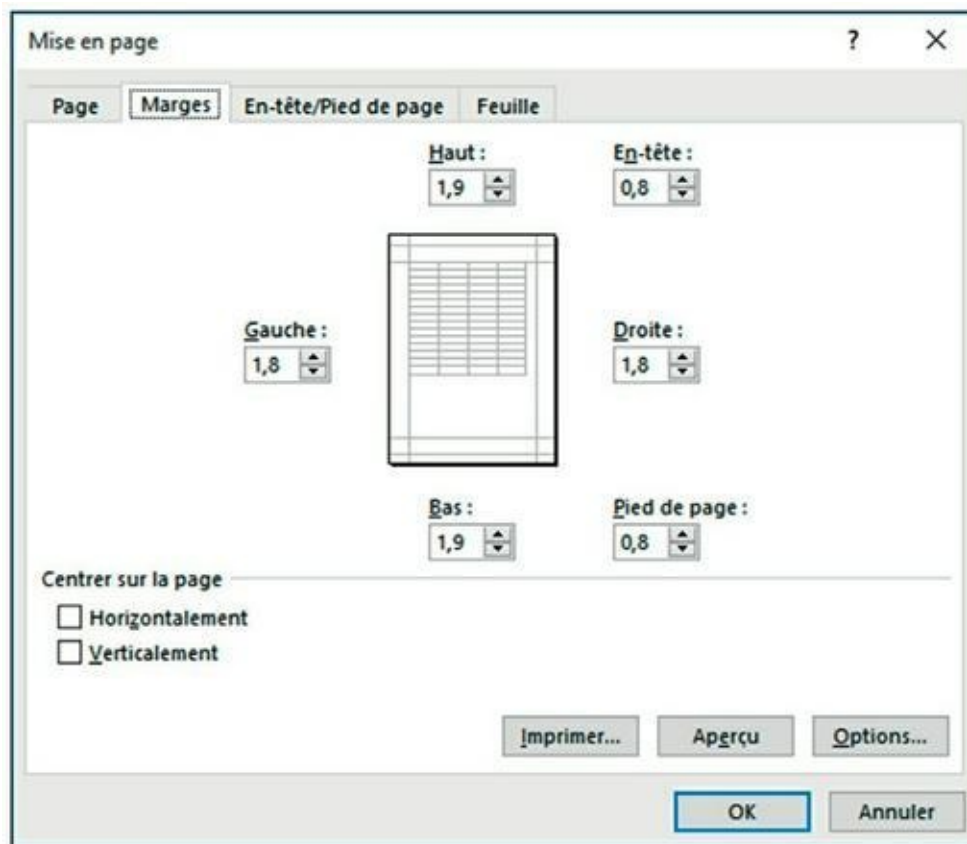 Mise en page ? ×
Page Marges En-tête/Pied de page Feuille
Haut : En-tête :
1,9 0,8
Gauche : Droite :
1,8 1,8
Bas : Pied de page :
1,9 0,8
Centrer sur la page
Horizontalement
Verticalement
Imprimer... Aperçu Options...
OK Annuler